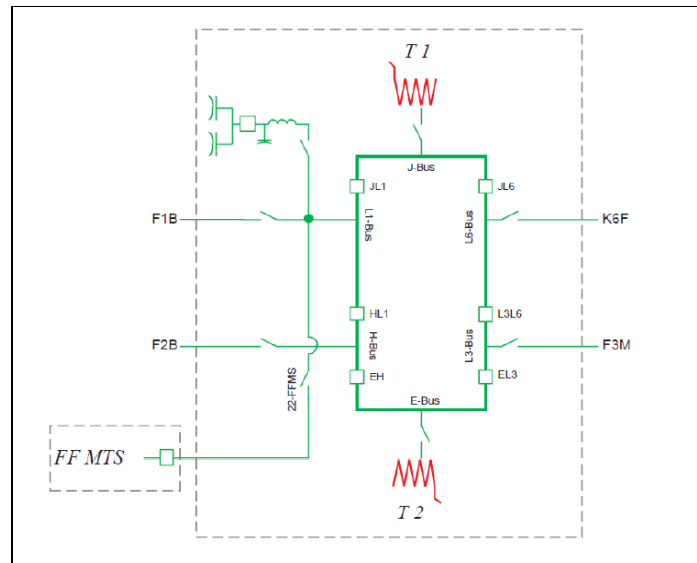 T 1
J-Bus
JL1
JL6
L1-Bus
L6-Bus
F1B
K6F
HL1
L3L6
H-Bus
L3-Bus
F2B
F3M
EH
EL3
22-FFMS
E-Bus
FF MTS
T 2